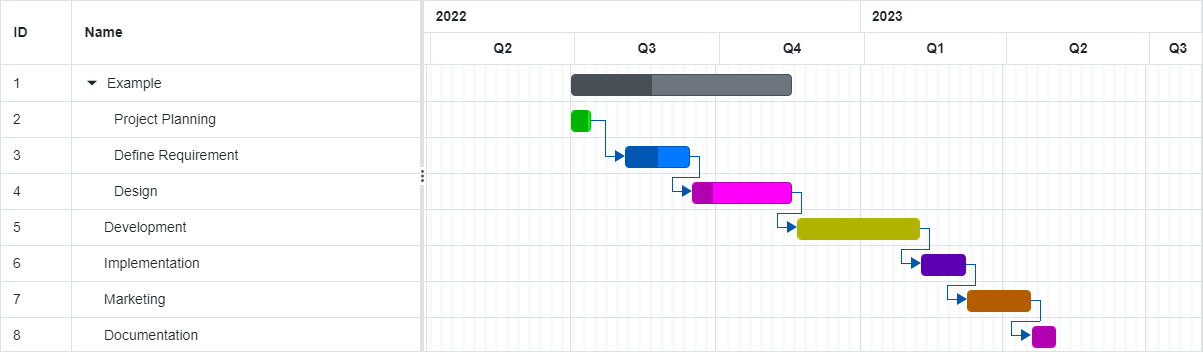 ID Name 2022 2023
Q2 Q3 Q4 Q1 Q2 Q3
1 Example
2 Project Planning
3 Define Requirement
4 Design
5 Development
6 Implementation
7 Marketing
8 Documentation